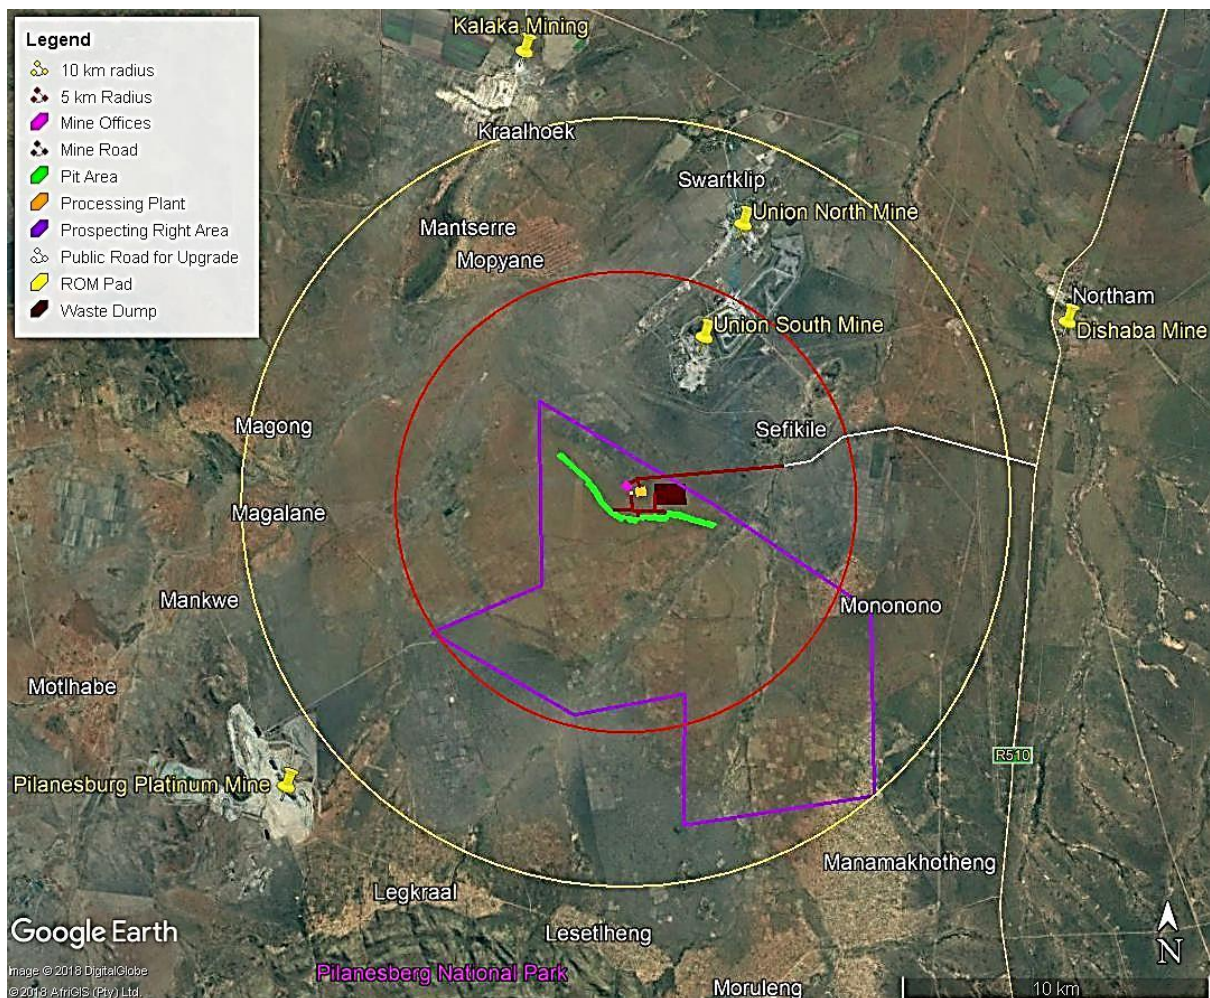 Legend
10 km radius
5 km Radius
Mine Offices
Mine Road
Pit Area
Processing Plant
Prospecting Right Area
Public Road for Upgrade
ROM Pad
Waste Dump
Kalaka Mining
Kraalhoek
Swartklip
Union North Mine
Mantserre
Mopyane
Northam
Union South Mine
Dishaba Mine
Magong
Sefikile
Magalane
Mankwe
Mononono
Motlhabe
R510
Pilanesburg Platinum Mine
Manamakhotheng
Legkraal
Lesetlheng
Google Earth
N
Image © 2018 DigitalGlobe
Pilanesberg National Park
© 2018 AfriGIS (Pty) Ltd.
Moruleng
10 km